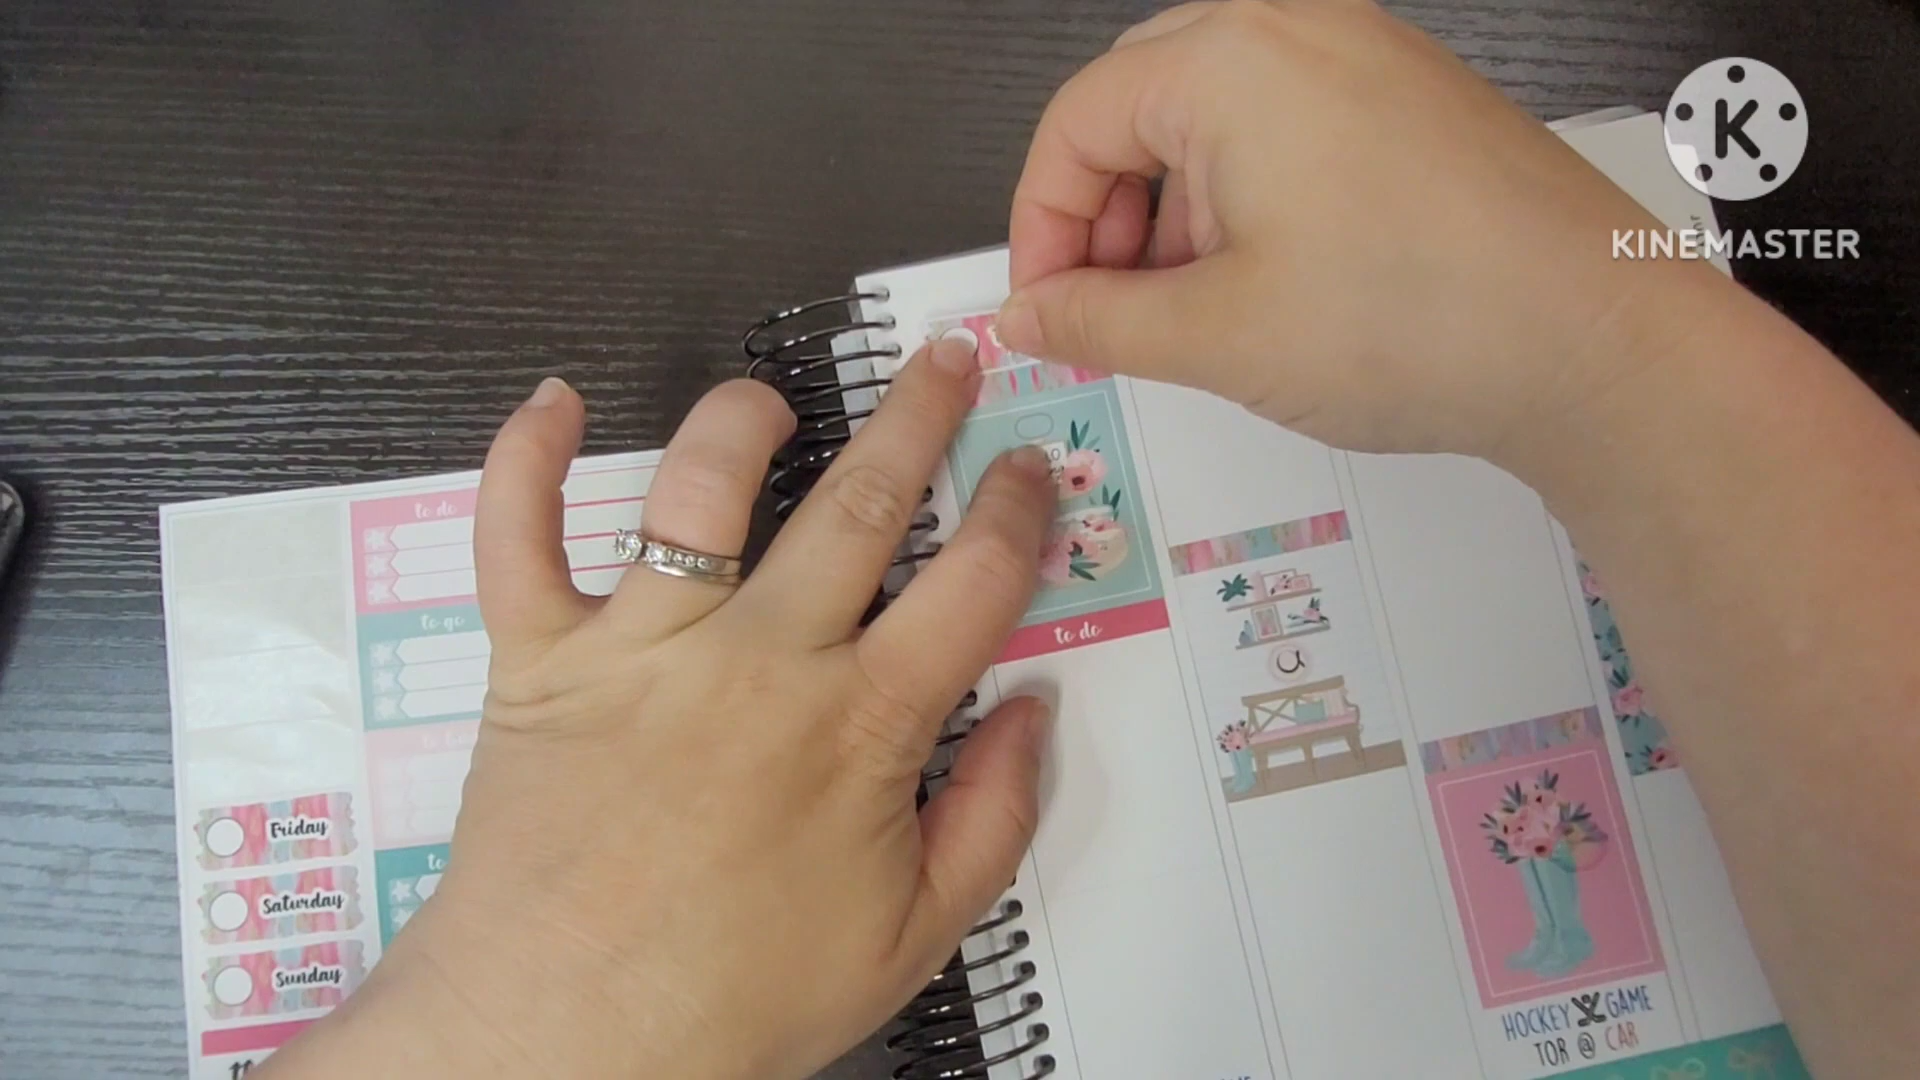 K
KINEMASTER
to do
to go
to do
Friday
Saturday
Sunday
HOCKEY GAME
TOR @ CAR